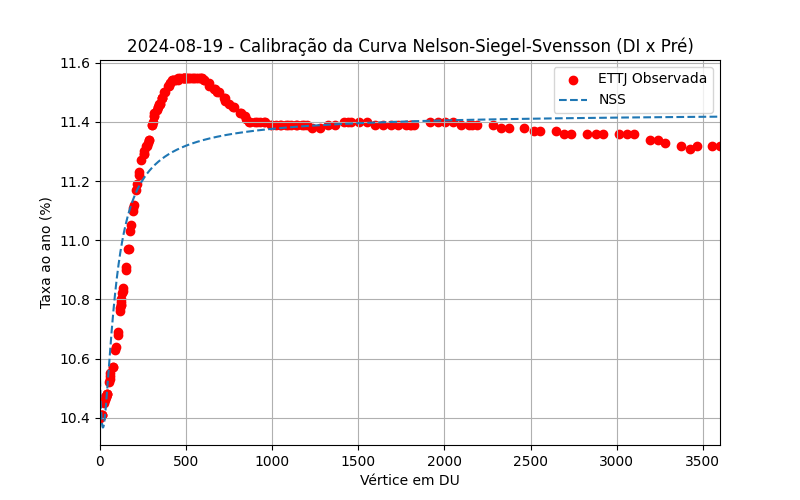 2024-08-19 - Calibração da Curva Nelson-Siegel-Svensson (DI x Pré)
ETTJ Observada
NSS
Taxa ao ano (%)
11.6
11.4
11.2
11.0
10.8
10.6
10.4
0 500 1000 1500 2000 2500 3000 3500
Vértice em DU